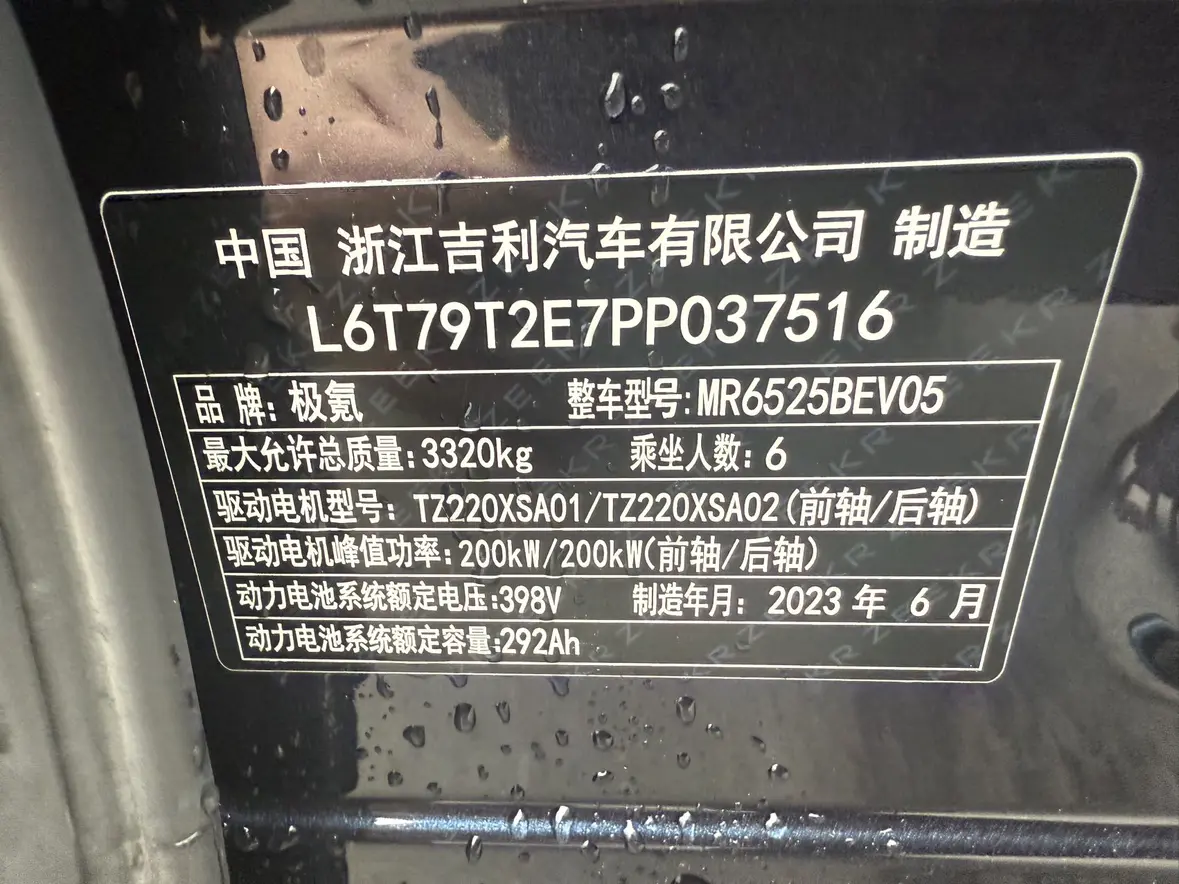 中国 浙江吉利汽车有限公司 制造
L6T79T2E7PP037516
品 牌: 极氪 整车型号:MR6525BEV05
最大允许总质量:3320kg 乘坐人数: 6
驱动电机型号: TZ220XSA01/TZ220XSA02(前轴/后轴)
驱动电机峰值功率:200kW/200kW(前轴/后轴)
动力电池系统额定电压:398V 制造年月: 2023 年 6 月
动力电池系统额定容量:292Ah
ZEEKR